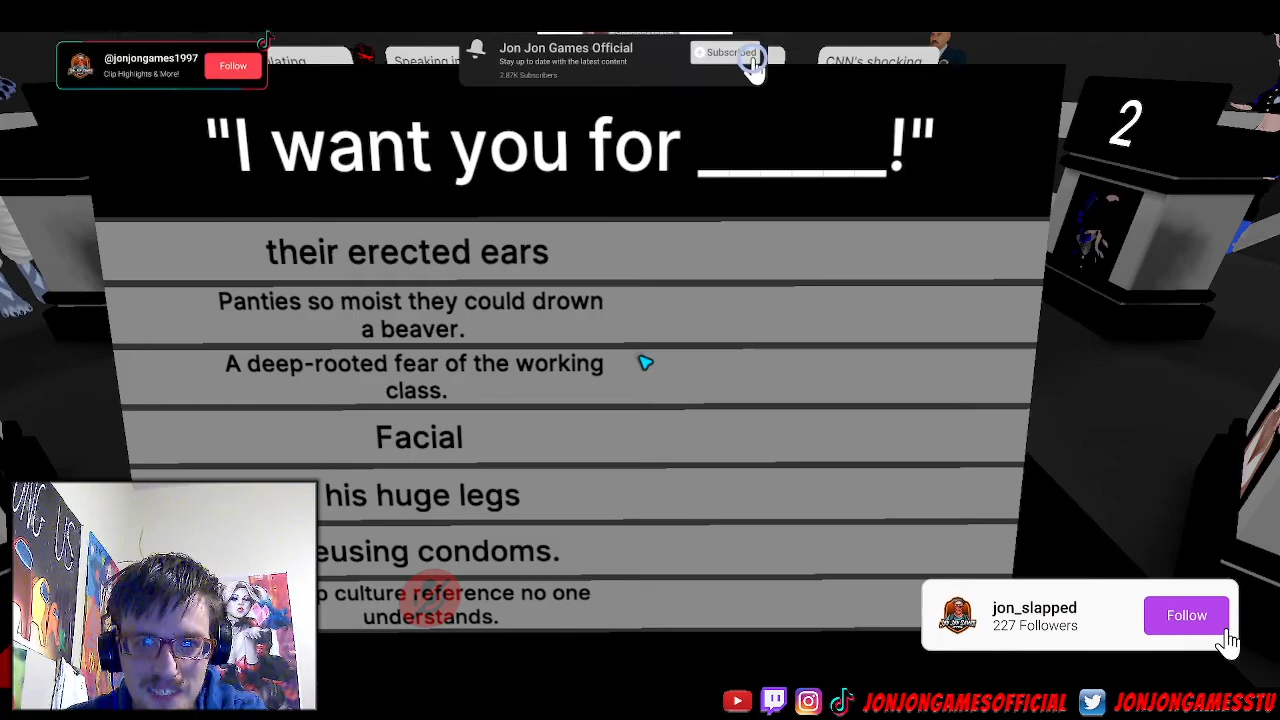 @jonjongames1997
Clip Highlights & More!
Follow
Jon Jon Games Official
Stay up to date with the latest content
2.87K Subscribers
Subscribed
Speaking in
CNN's shocking
"I want you for ______!"
2
their erected ears
Panties so moist they could drown
a beaver.
A deep-rooted fear of the working
class.
Facial
his huge legs
eusing condoms.
p culture reference no one
understands.
jon_slapped
227 Followers
Follow
JONJONGAMESOFFICIAL
JONJONGAMESSTU